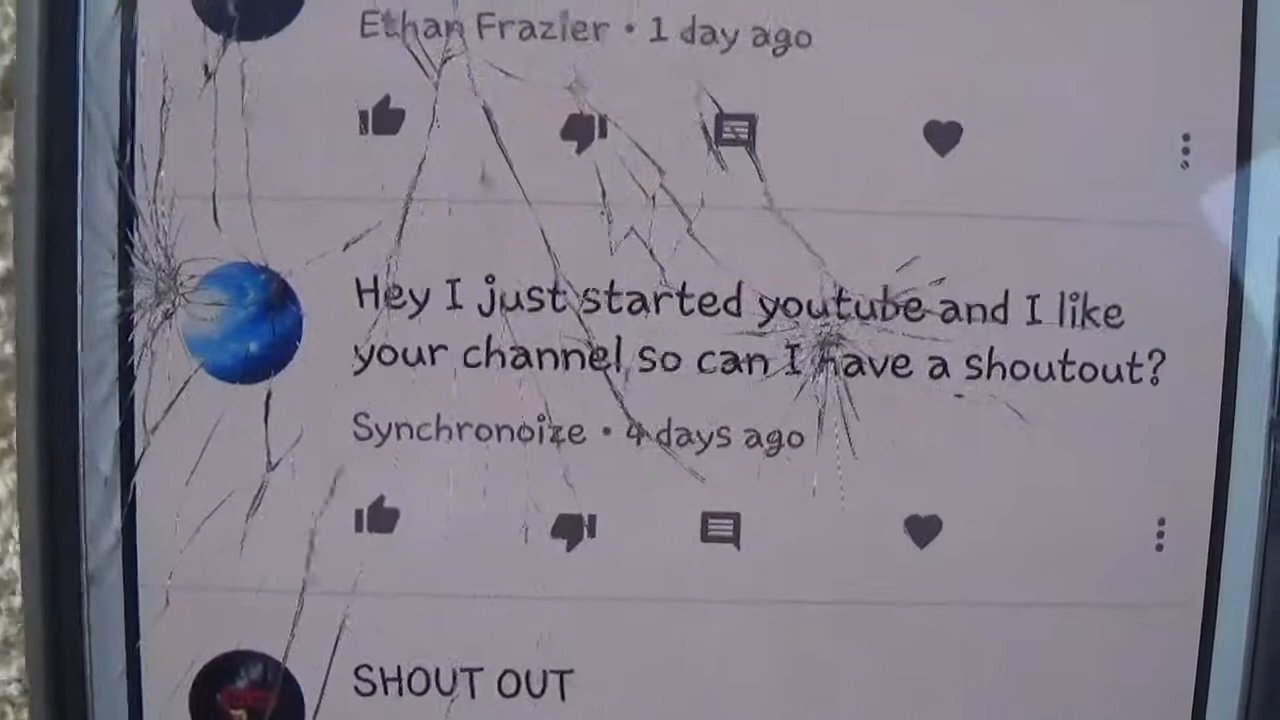 Ethan Frazier • 1 day ago
Hey I just started youtube and I like
your channel so can I have a shoutout?
Synchronoize • 4 days ago
SHOUT OUT